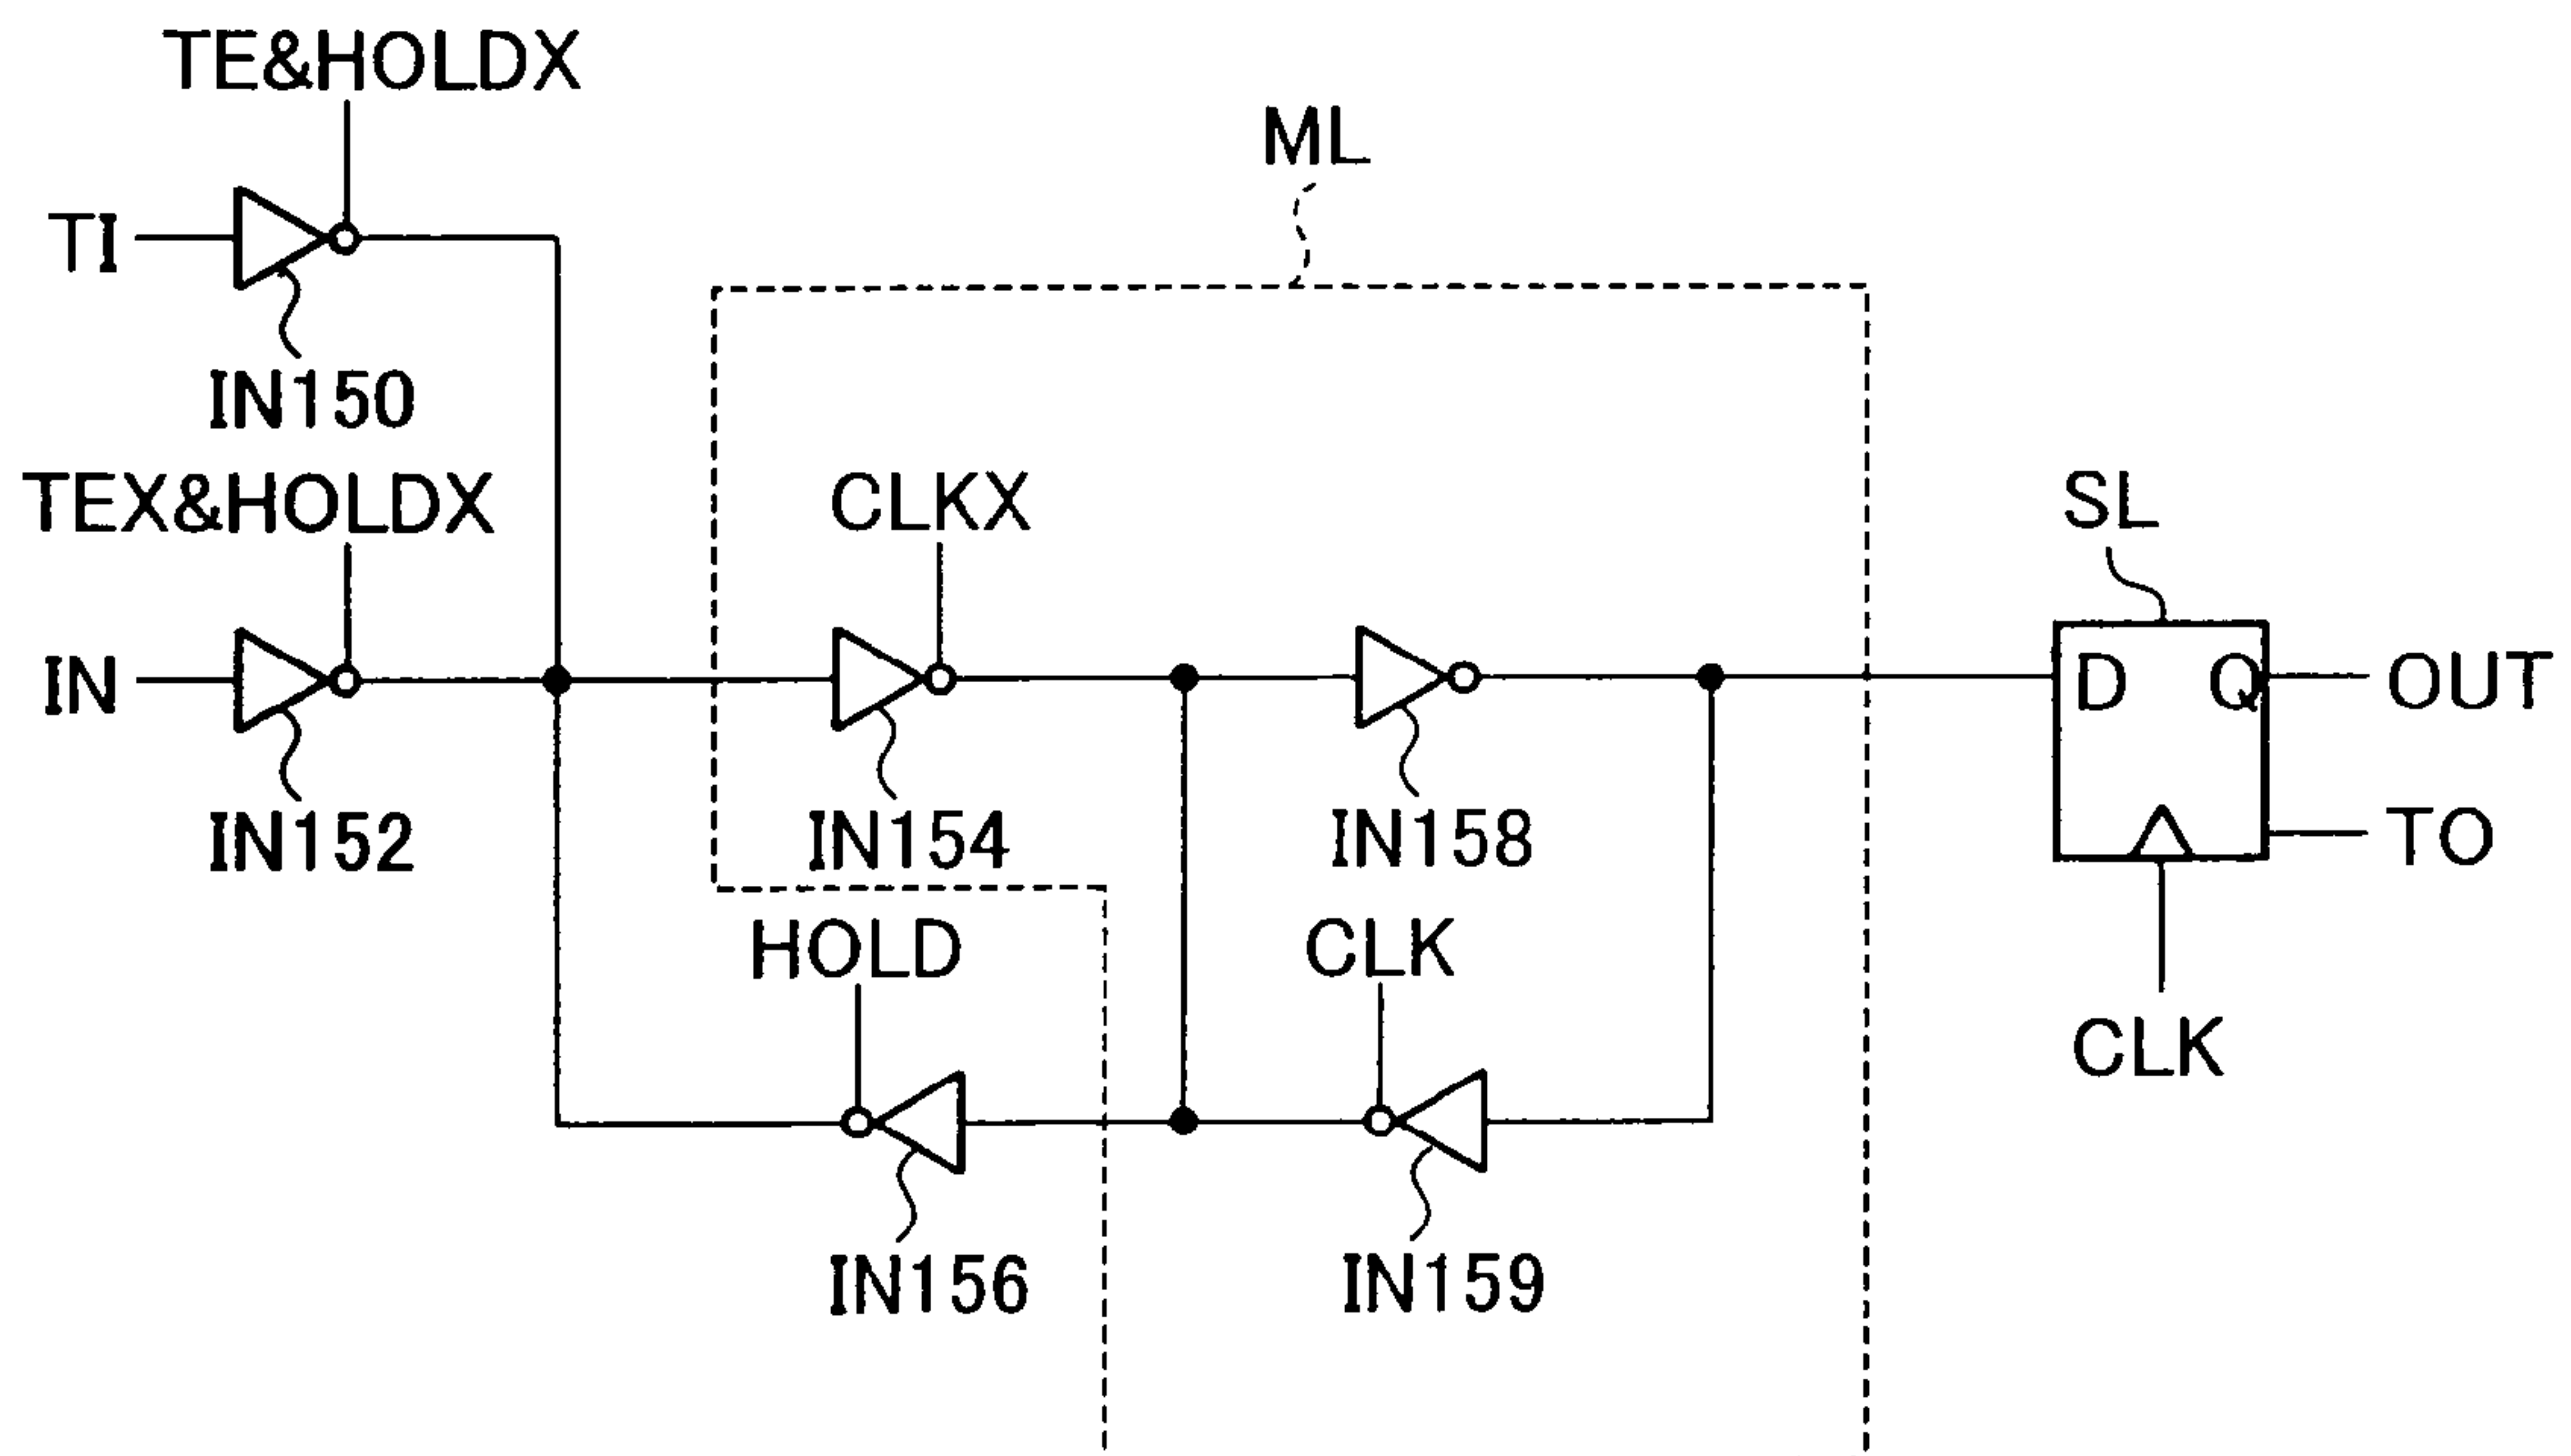 TE&HOLDX
ML
TI
IN150
TEX&HOLDX
CLKX
SL
IN
D Q
OUT
IN152
IN154
IN158
TO
HOLD
CLK
CLK
IN156
IN159